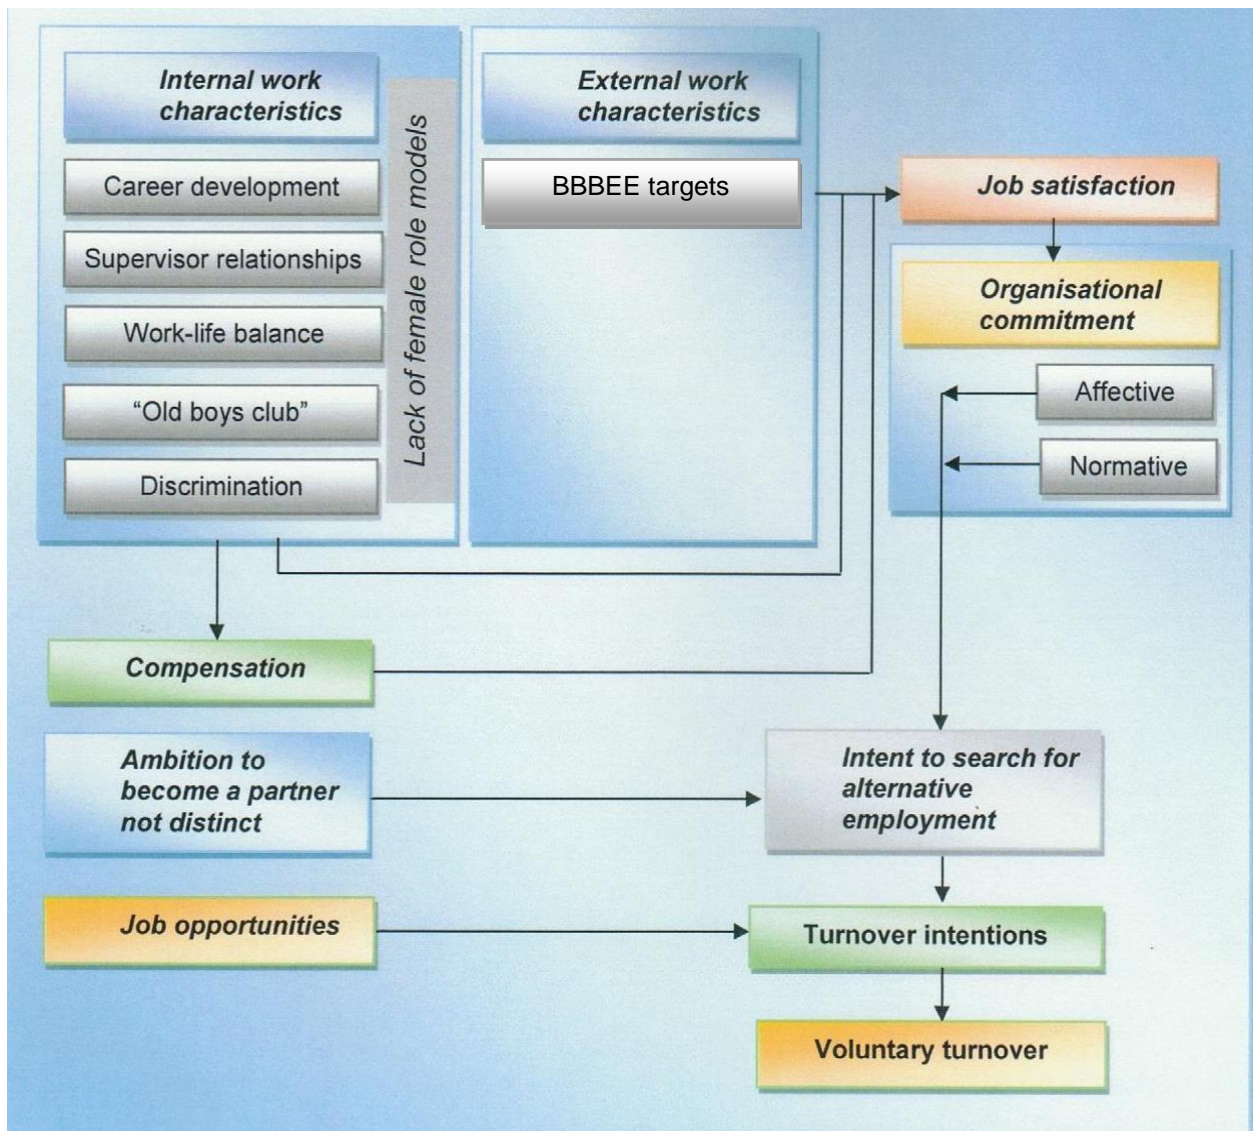 Internal work
characteristics
Career development
Supervisor relationships
Work-life balance
“Old boys club”
Discrimination
Lack of female role models
External work
characteristics
BBBEE targets
Job satisfaction
Organisational
commitment
Affective
Normative
Compensation
Ambition to
become a partner
not distinct
Intent to search for
alternative
employment
Job opportunities
Turnover intentions
Voluntary turnover